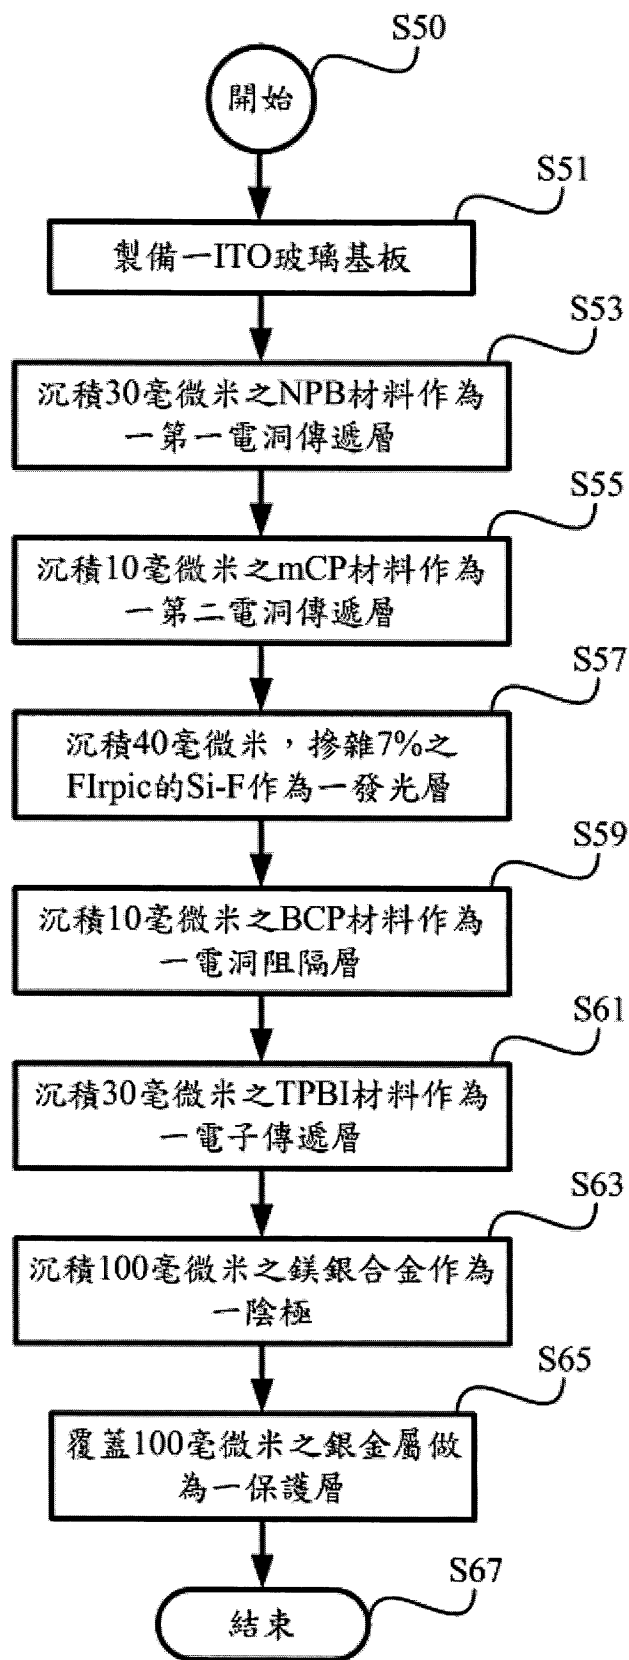 S50
開始
S51
製備一ITO玻璃基板
S53
沉積30毫微米之NPB材料作為
一第一電洞傳遞層
S55
沉積10毫微米之mCP材料作為
一第二電洞傳遞層
S57
沉積40毫微米，摻雜7%之
FIrpic的Si-F作為一發光層
S59
沉積10毫微米之BCP材料作為
一電洞阻隔層
S61
沉積30毫微米之TPBI材料作為
一電子傳遞層
S63
沉積100毫微米之鎂銀合金作為
一陰極
S65
覆蓋100毫微米之銀金屬做
為一保護層
S67
結束